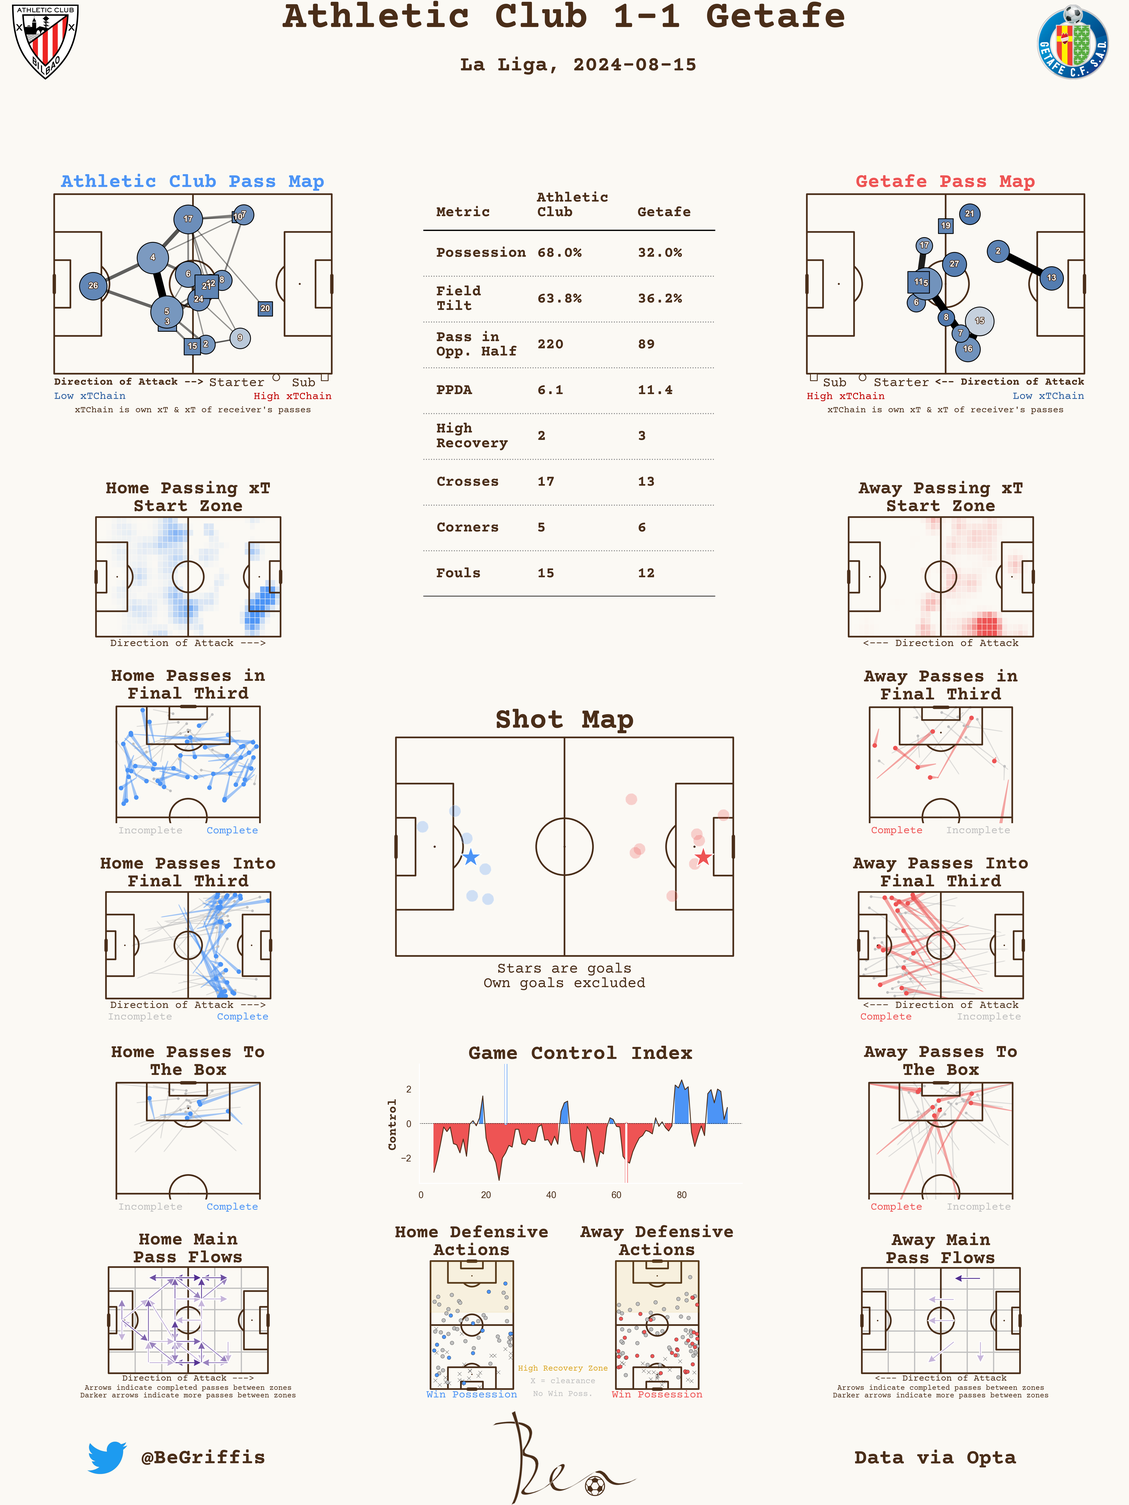 Athletic Club 1-1 Getafe
La Liga, 2024-08-15
ATHLETIC CLUB
BILBAO
GETAFE C.F. S.A.D.
Athletic Club Pass Map
17
10
7
4
6
8
12
21
24
26
5
3
20
15
2
9
Direction of Attack -->
Starter
Sub
Low xTChain
High xTChain
xTChain is own xT & xT of receiver's passes
Metric
Athletic
Club
Getafe
Possession 68.0% 32.0%
Field
Tilt
63.8% 36.2%
Pass in
Opp. Half
220 89
PPDA 6.1 11.4
High
Recovery
2 3
Crosses 17 13
Corners 5 6
Fouls 15 12
Getafe Pass Map
21
19
17
2
27
13
11
5
6
8
15
7
16
Sub
Starter
<-- Direction of Attack
High xTChain
Low xTChain
xTChain is own xT & xT of receiver's passes
Home Passing xT
Start Zone
Direction of Attack --->
Away Passing xT
Start Zone
<--- Direction of Attack
Home Passes in
Final Third
Incomplete
Complete
Away Passes in
Final Third
Complete
Incomplete
Shot Map
Stars are goals
Own goals excluded
Home Passes Into
Final Third
Direction of Attack --->
Incomplete
Complete
Away Passes Into
Final Third
<--- Direction of Attack
Complete
Incomplete
Home Passes To
The Box
Incomplete
Complete
Game Control Index
Control
2
0
−2
0 20 40 60 80
Away Passes To
The Box
Complete
Incomplete
Home Main
Pass Flows
Direction of Attack --->
Arrows indicate completed passes between zones
Darker arrows indicate more passes between zones
Home Defensive
Actions
Win Possession
High Recovery Zone
X = clearance
No Win Poss.
Away Defensive
Actions
Win Possession
Away Main
Pass Flows
<--- Direction of Attack
Arrows indicate completed passes between zones
Darker arrows indicate more passes between zones
@BeGriffis
Data via Opta